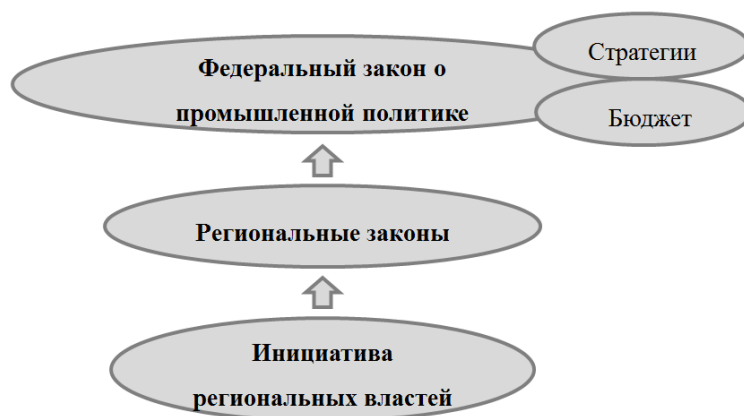 Федеральный закон о
промышленной политике
Стратегии
Бюджет
Региональные законы
Инициатива
региональных властей